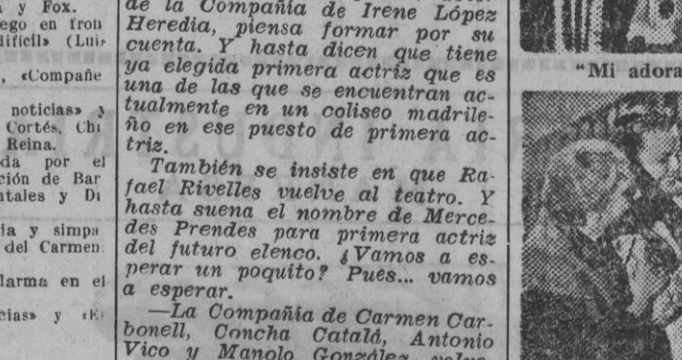 y Fox.
ego en fron
lifícil» (Luis
, «Compañe
noticias» y
Cortés, Chi
Reina.
da por el
ción de Bar
ntales y Di
ia y simpa
del Carmen
larma en el
cias» y
de la Compañía de Irene López
Heredia, piensa formar por su
cuenta. Y hasta dicen que tiene
ya elegida primera actriz que es
una de las que se encuentran ac-
tualmente en un coliseo madrile-
ño en ese puesto de primera ac-
triz.
También se insiste en que Ra-
fael Rivelles vuelve al teatro. Y
hasta suena el nombre de Merce-
des Prendes para primera actriz
del futuro elenco. ¿Vamos a es-
perar un poquito? Pues... vamos
a esperar.
—La Compañía de Carmen Car-
bonell, Concha Catalá, Antonio
Vico y Manolo González
"Mi adora